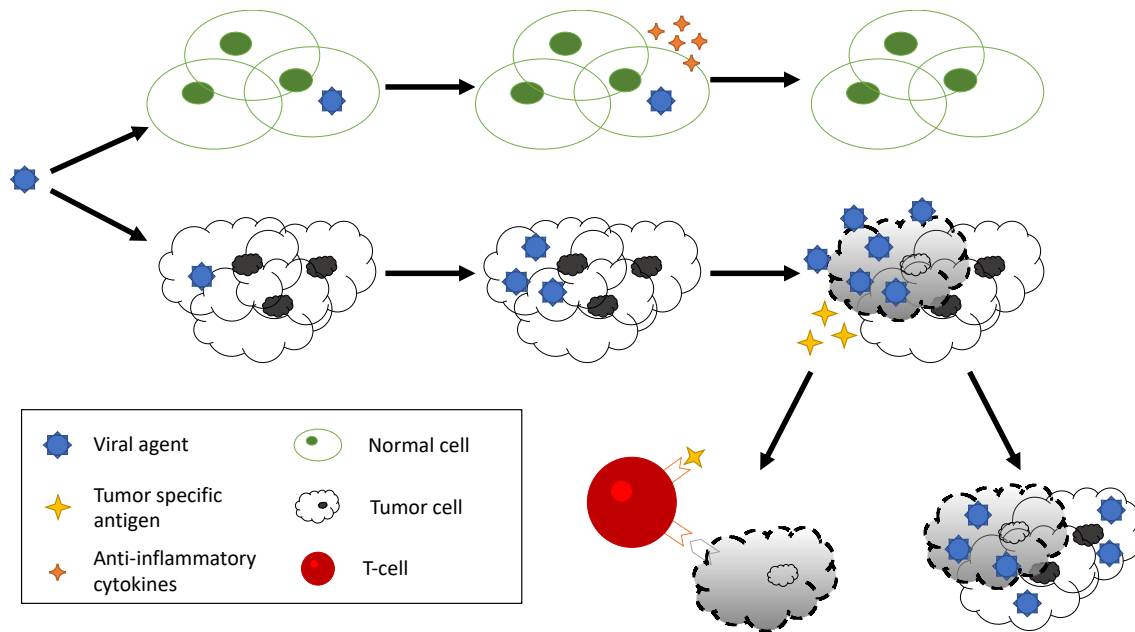 Viral agent
Normal cell
Tumor specific
antigen
Tumor cell
Anti-inflammatory
cytokines
T-cell